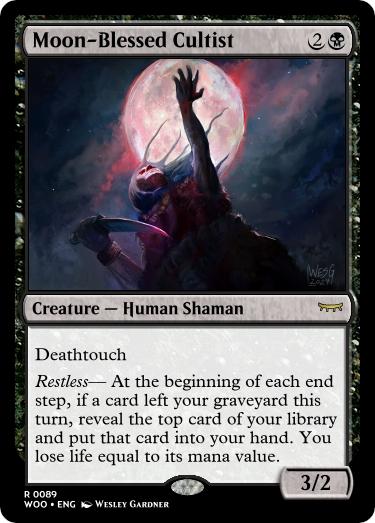 Moon-Blessed Cultist 2
WESG
2024
Creature — Human Shaman
Deathtouch
Restless— At the beginning of each end
step, if a card left your graveyard this
turn, reveal the top card of your library
and put that card into your hand. You
lose life equal to its mana value.
3/2
R 0089
WOO • ENG Wesley Gardner